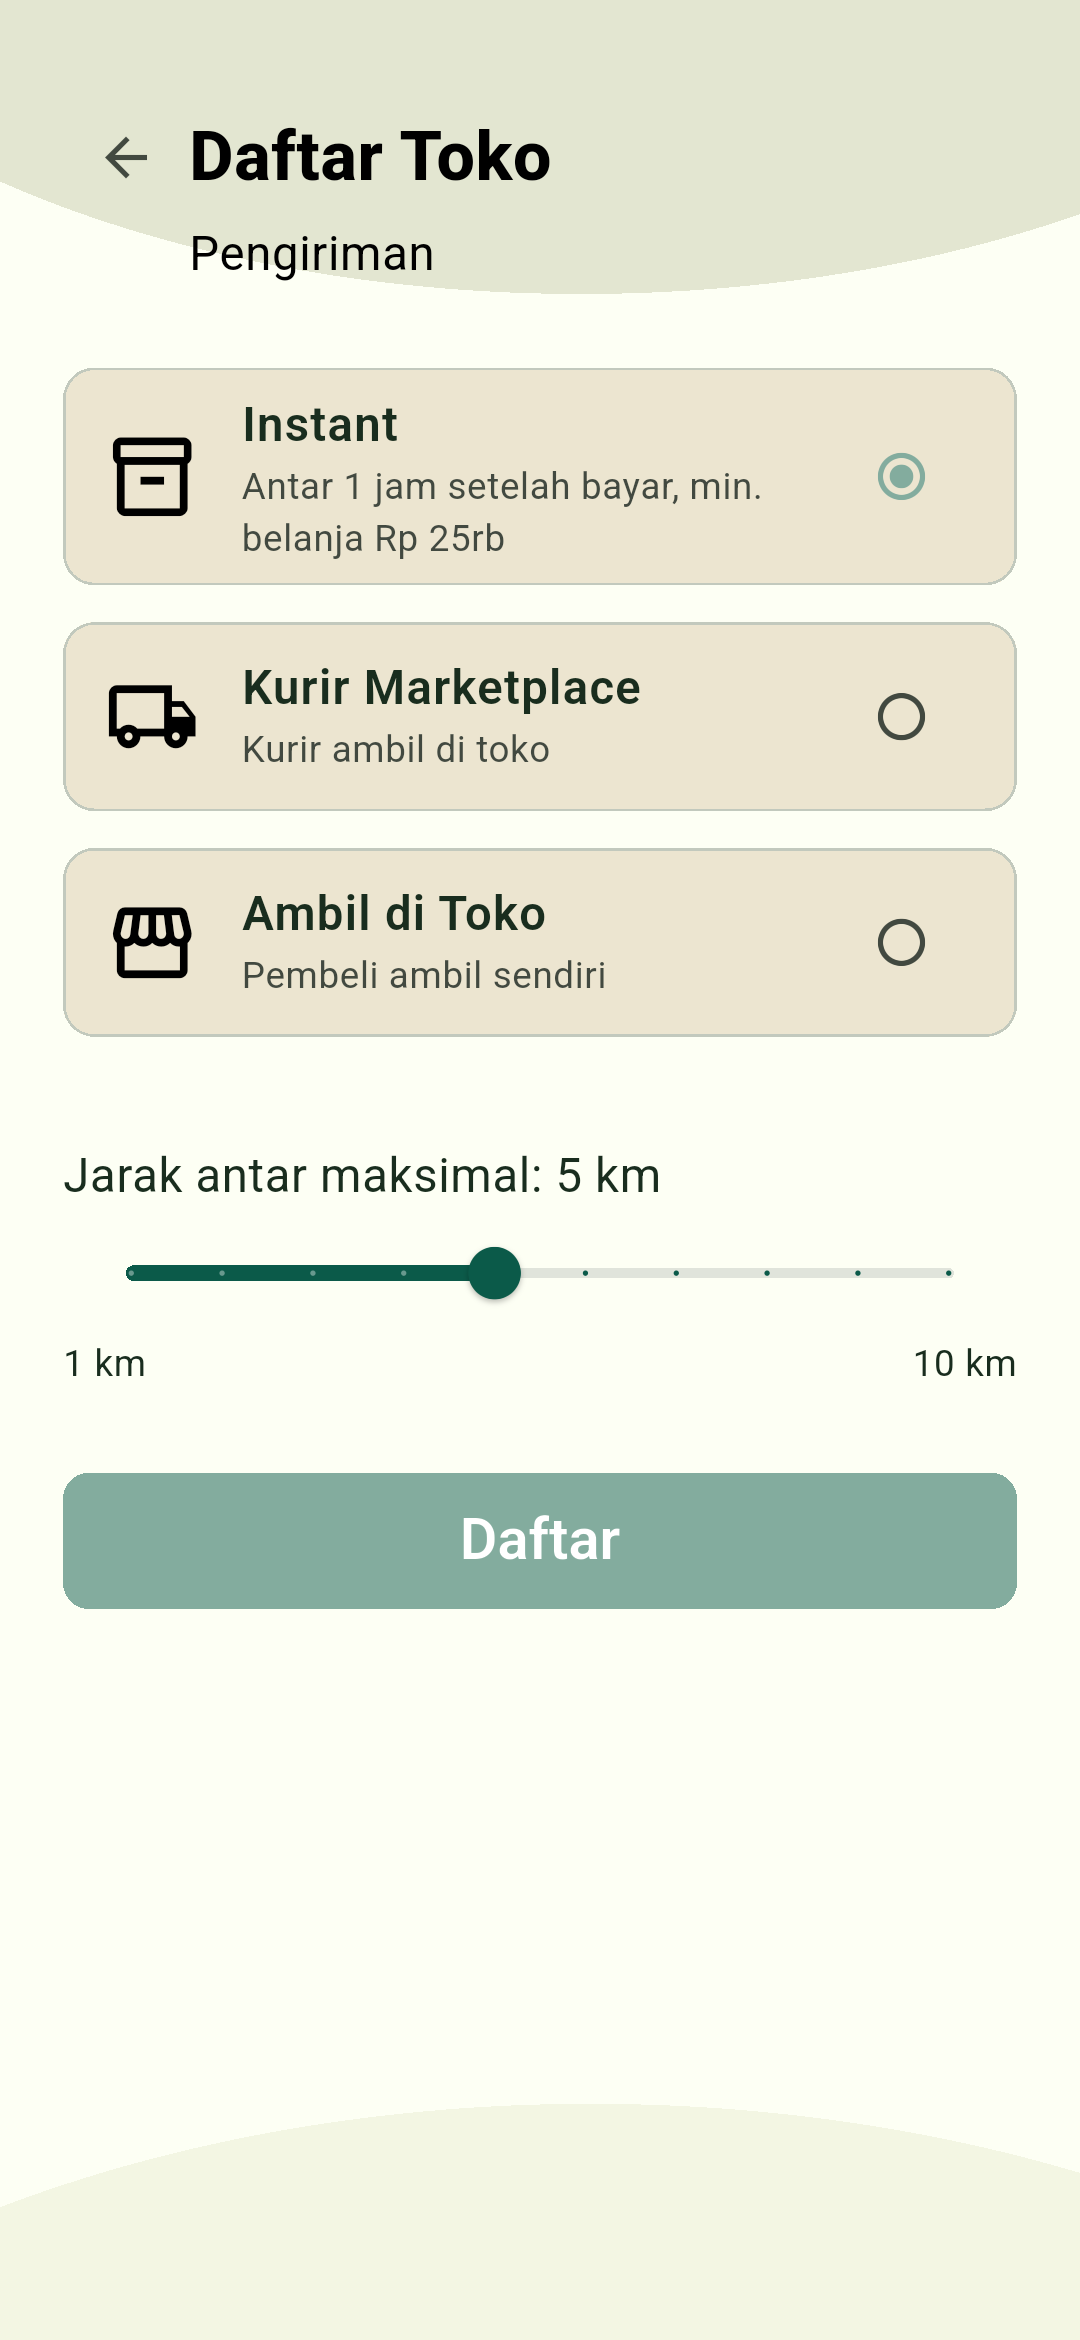 Daftar Toko
Pengiriman
Instant
Antar 1 jam setelah bayar, min.
belanja Rp 25rb
Kurir Marketplace
Kurir ambil di toko
Ambil di Toko
Pembeli ambil sendiri
Jarak antar maksimal: 5 km
1 km
10 km
Daftar